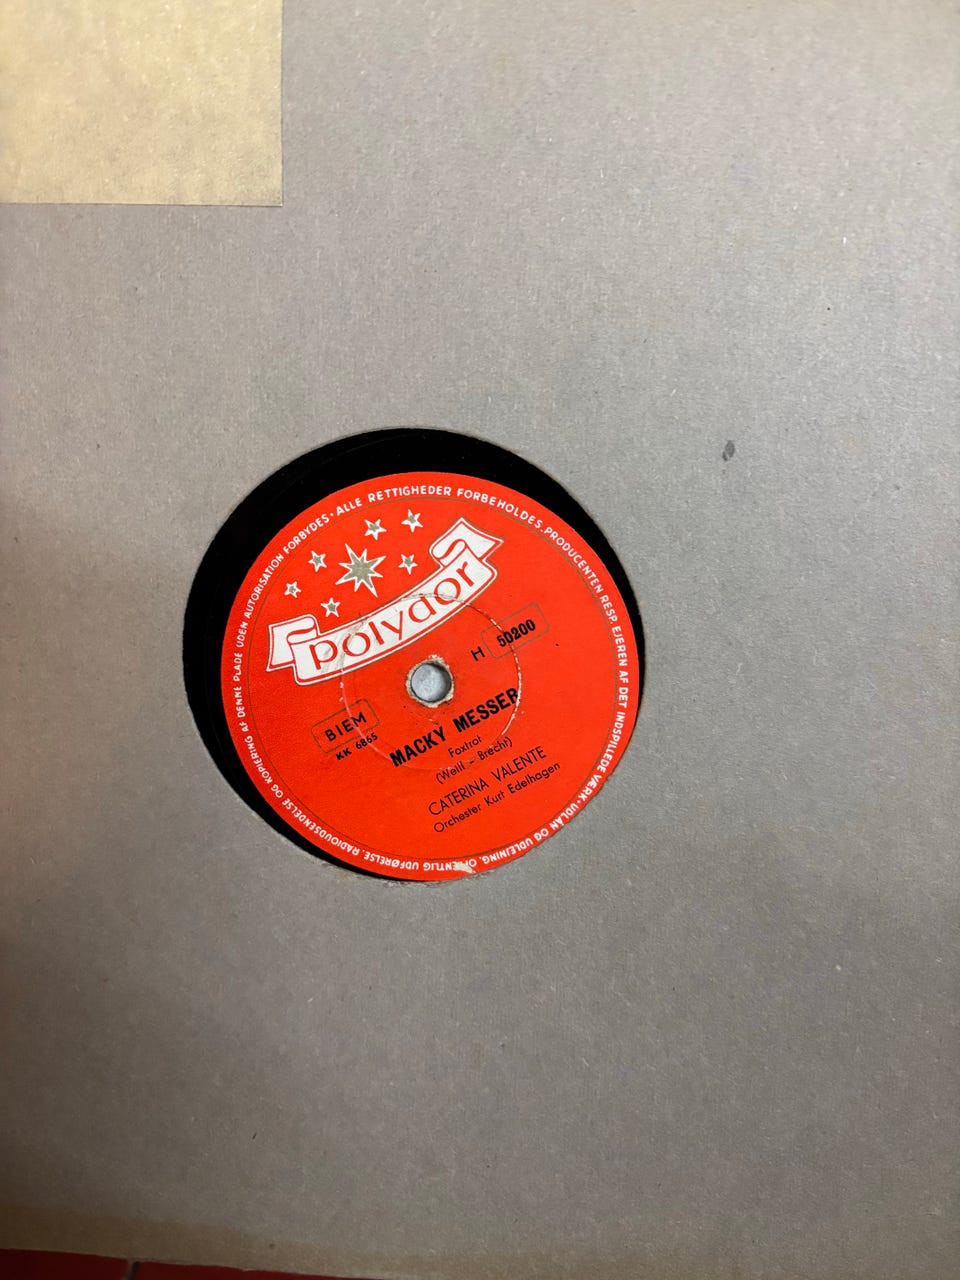 ALLE RETTIGHEDER FORBEHOLDES PRODUCENTEN RESP. EJEREN AF DET INDSPILLEDE VÆRK · UDLÅN OG UDLEJNING, OFFENTLIG UDFØRELSE, RADIOUDSENDELSE OG KOPIERING AF DENNE PLADE UDEN AUTORISATION FORBYDES ·
polydor
H 50200
BIEM
KK 6865
MACKY MESSER
Foxtrot
(Weill - Brecht)
CATERINA VALENTE
Orchester Kurt Edelhagen